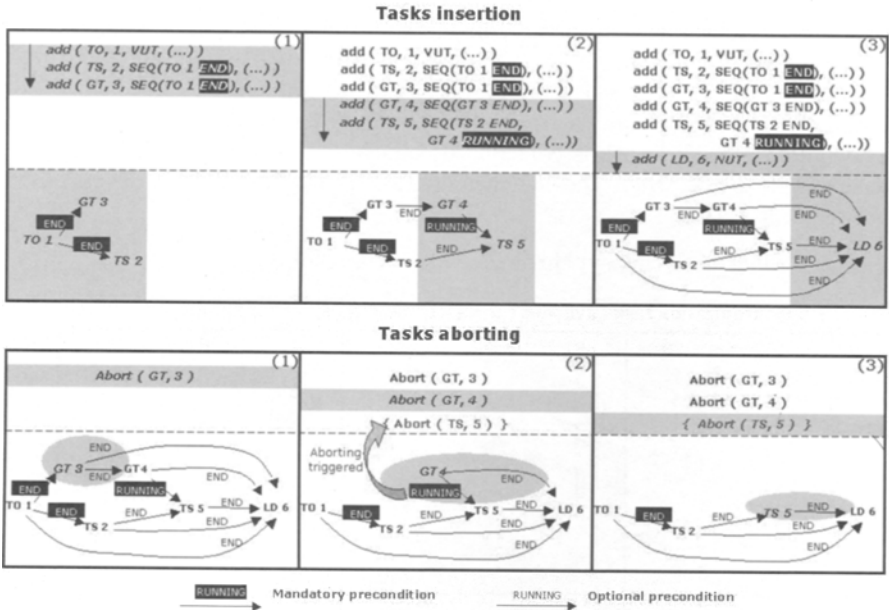 Tasks insertion
(1)
add ( TO, 1, VUT, (...) )
add ( TS, 2, SEQ(TO 1 END), (...) )
add ( GT, 3, SEQ(TO 1 END), (...) )
GT 3
END
TO 1
END
TS 2
(2)
add ( TO, 1, VUT, (...) )
add ( TS, 2, SEQ(TO 1 END), (...) )
add ( GT, 3, SEQ(TO 1 END), (...) )
add ( GT, 4, SEQ(GT 3 END), (...) )
add ( TS, 5, SEQ(TS 2 END,
GT 4 RUNNING), (...))
GT 3
END
GT 4
END
RUNNING
TO 1
END
END
TS 5
TS 2
(3)
add ( TO, 1, VUT, (...) )
add ( TS, 2, SEQ(TO 1 END), (...) )
add ( GT, 3, SEQ(TO 1 END), (...) )
add ( GT, 4, SEQ(GT 3 END), (...) )
add ( TS, 5, SEQ(TS 2 END,
GT 4 RUNNING), (...))
add ( LD, 6, NUT, (...) )
END
GT 3
END
GT4
END
END
RUNNING
TO 1
END
END
TS 5
END
LD 6
TS 2
END
END
Tasks aborting
(1)
Abort ( GT, 3 )
END
GT 3
END
GT4
END
END
RUNNING
TO 1
END
END
TS 5
END
LD 6
TS 2
END
END
(2)
Abort ( GT, 3 )
Abort ( GT, 4 )
{ Abort ( TS, 5 ) }
Aborting
triggered
GT 4
END
RUNNING
TO 1
END
END
TS 5
END
LD 6
TS 2
END
END
(3)
Abort ( GT, 3 )
Abort ( GT, 4 )
{ Abort ( TS, 5 ) }
TO 1
END
END
TS 5
END
LD 6
TS 2
END
END
RUNNING
Mandatory precondition
RUNNING
Optional precondition